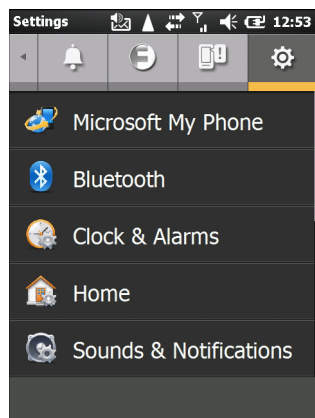 Settings 12:53
Microsoft My Phone
Bluetooth
Clock & Alarms
Home
Sounds & Notifications